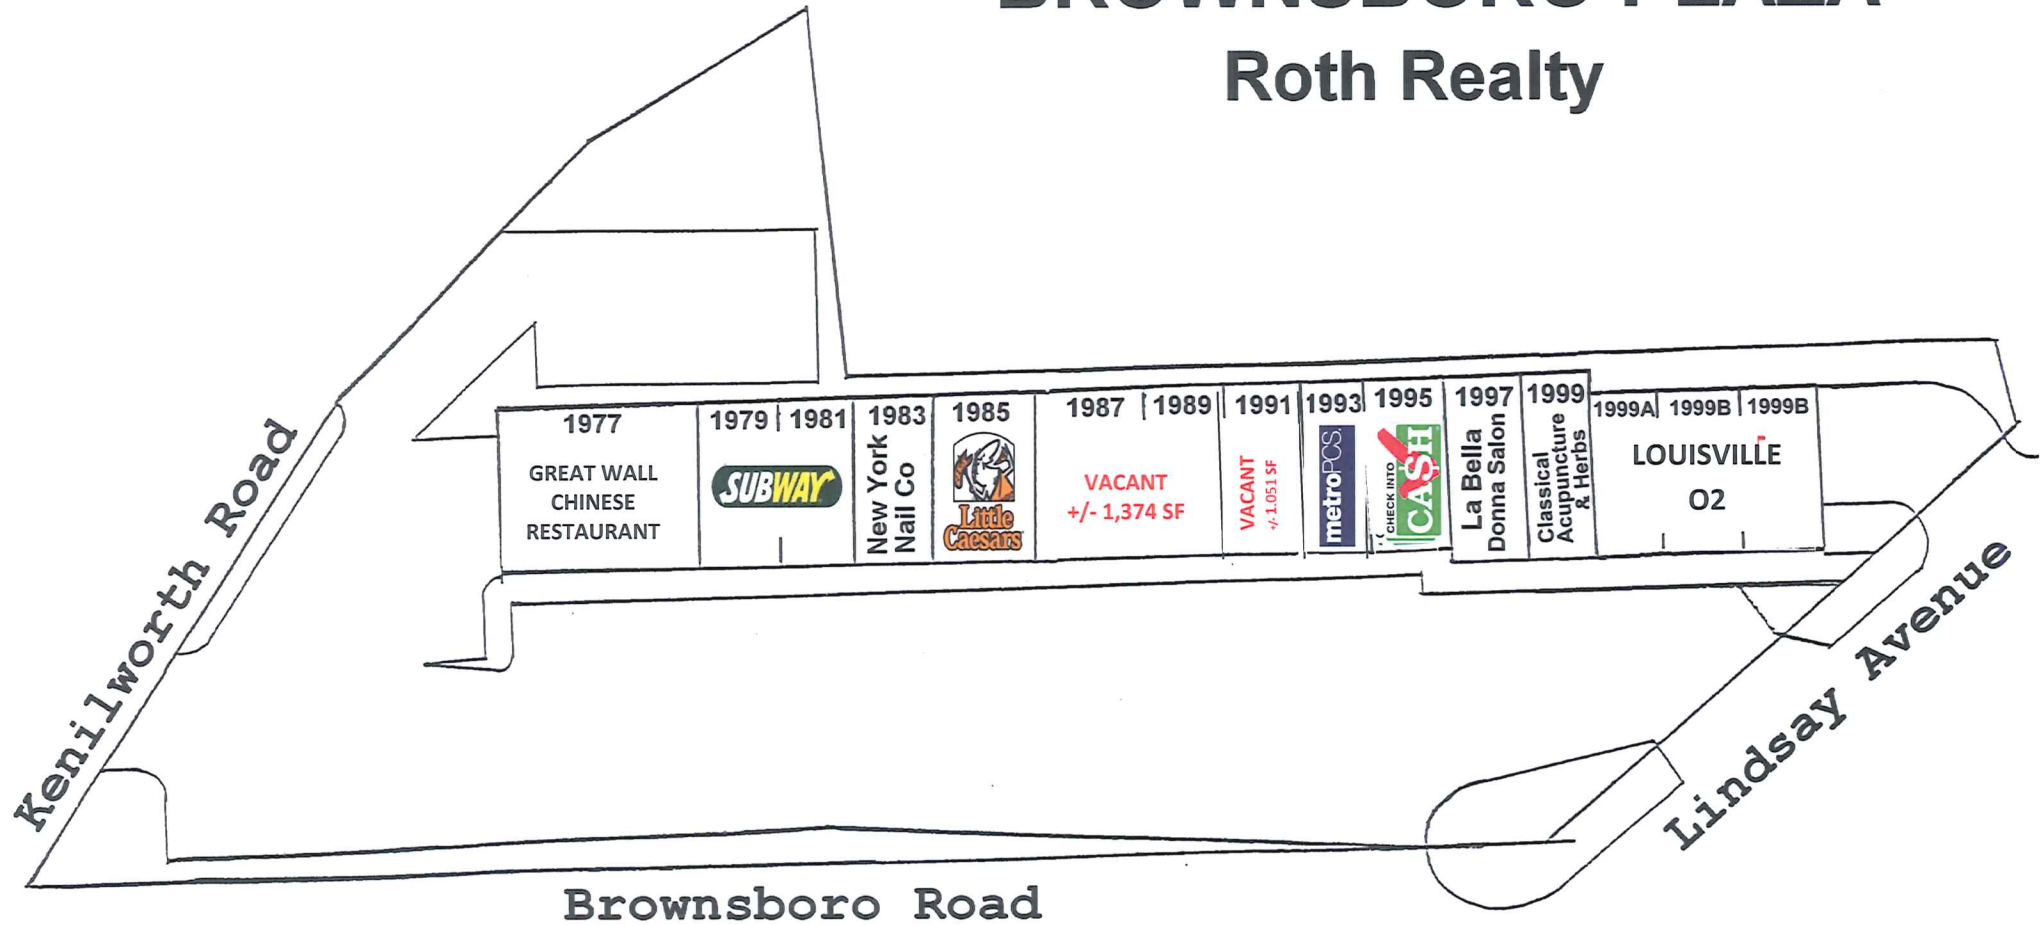 BROWNSBORO PLAZA
Roth Realty
1977
GREAT WALL
CHINESE
RESTAURANT
1979
1981
SUBWAY
1983
New York
Nail Co
1985
Little
Caesars
1987
1989
VACANT
+/- 1,374 SF
1991
VACANT
+/- 1.051 SF
1993
metroPCS.
1995
CHECK INTO
CASH
1997
La Bella
Donna Salon
1999
Classical
Acupuncture
& Herbs
1999A
1999B
1999B
LOUISVILLE
O2
Kenilworth Road
Lindsay Avenue
Brownsboro Road